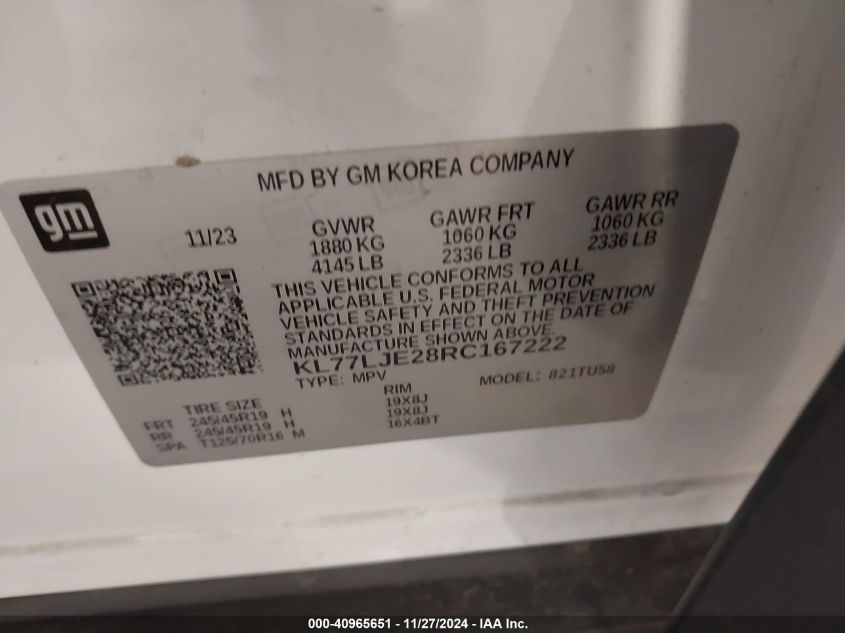 MFD BY GM KOREA COMPANY
gm
11/23
GVWR
1880 KG
4145 LB
GAWR FRT
1060 KG
2336 LB
GAWR RR
1060 KG
2336 LB
THIS VEHICLE CONFORMS TO ALL
APPLICABLE U.S. FEDERAL MOTOR
VEHICLE SAFETY AND THEFT PREVENTION
STANDARDS IN EFFECT ON THE DATE OF
MANUFACTURE SHOWN ABOVE.
KL77LJE28RC167222
TYPE: MPV
MODEL: 821TU58
TIRE SIZE RIM
FRT 245/45R19 H 19X8J
RR 245/45R19 H 19X8J
SPA T125/70R16 M 16X4BT
000-40965651 - 11/27/2024 - IAA Inc.